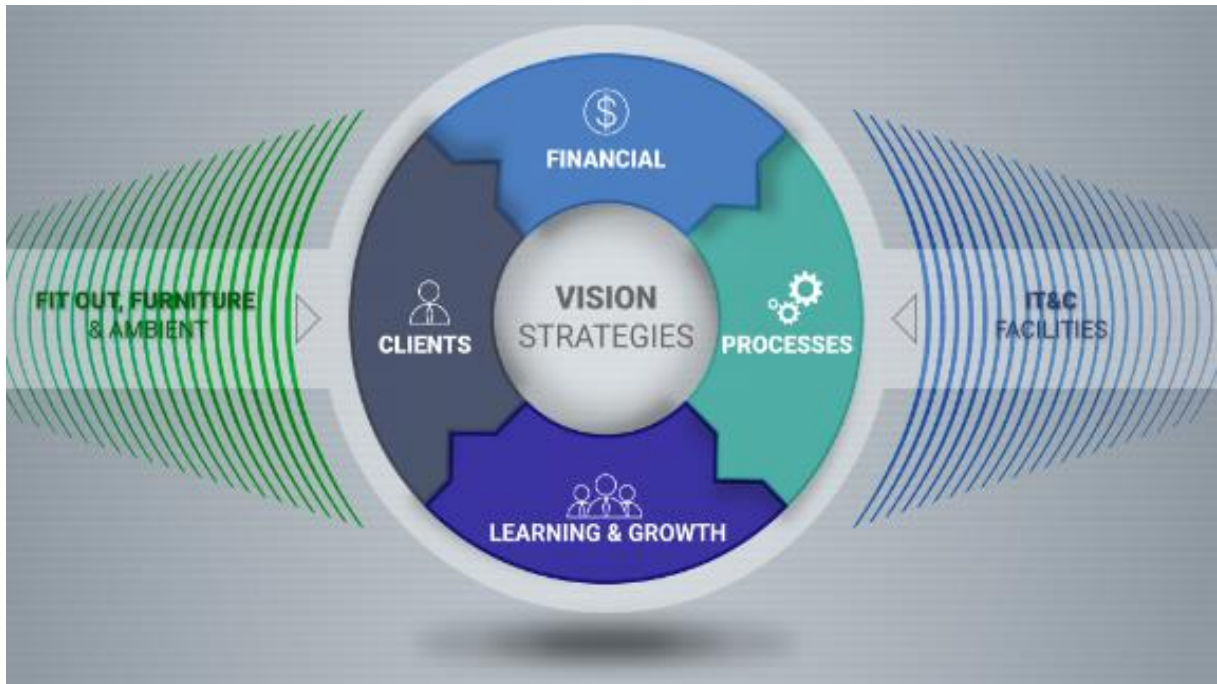 FINANCIAL
FIT OUT, FURNITURE
& AMBIENT
CLIENTS
VISION
STRATEGIES
PROCESSES
IT&C
FACILITIES
LEARNING & GROWTH